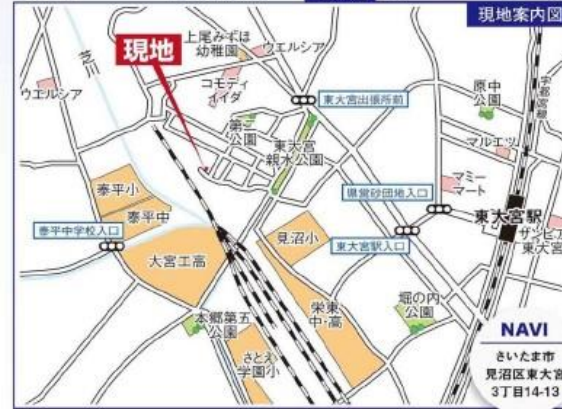 現地案内図
上尾みずほ
幼稚園
ウエルシア
現地
芝川
ウエルシア
コモディ
イイダ
東大宮出張所前
原中
公園
第二
公園
東大宮
親水公園
マルエツ
マミー
マート
県営砂団地入口
泰平小
泰平中
泰平中学校入口
東大宮駅
見沼小
東大宮駅入口
大宮工高
堀の内
公園
栄東
中・高
本郷第五
公園
さとえ
学園小
NAVI
さいたま市
見沼区東大宮
3丁目14-13